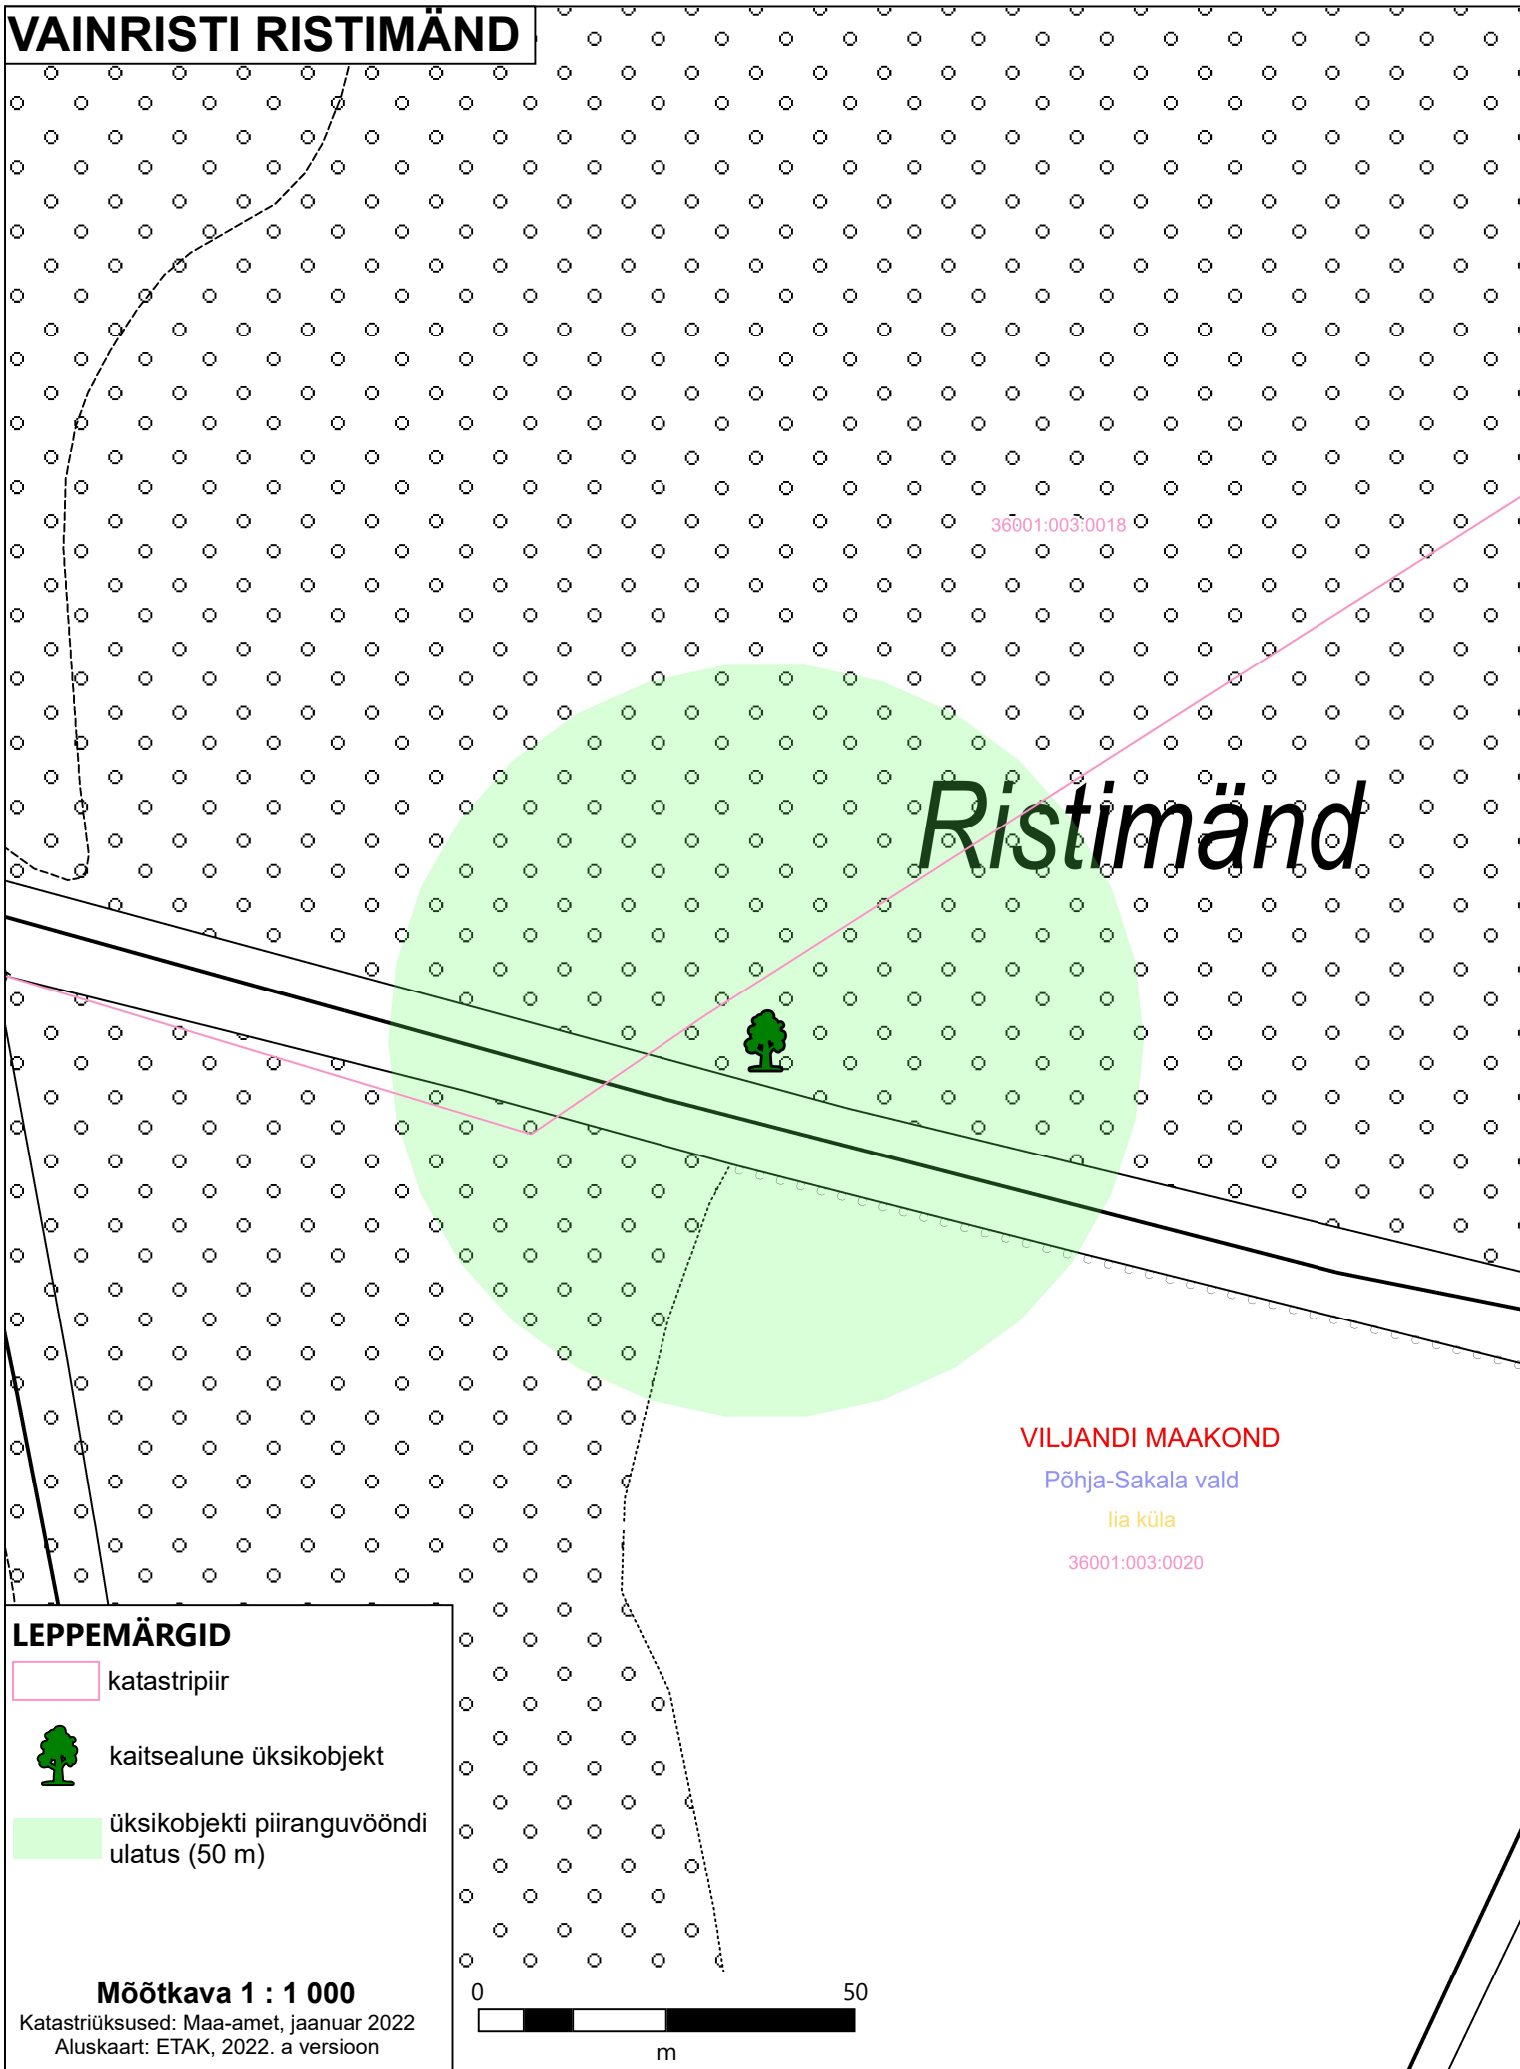 VAINRISTI RISTIMÄND
36001:003:0018
Ristimänd
VILJANDI MAAKOND
Põhja-Sakala vald
Iia küla
36001:003:0020
LEPPEMÄRGID
katastripiir
kaitsealune üksikobjekt
üksikobjekti piiranguvööndi
ulatus (50 m)
Mõõtkava 1 : 1 000
Katastriüksused: Maa-amet, jaanuar 2022
Aluskaart: ETAK, 2022. a versioon
0 50
m